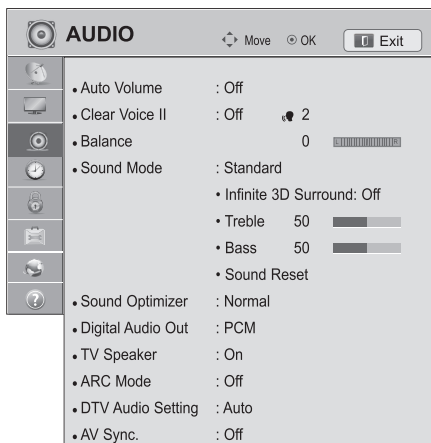 AUDIO Move OK Exit
• Auto Volume : Off
• Clear Voice II : Off 2
• Balance 0 L R
• Sound Mode : Standard
• Infinite 3D Surround: Off
• Treble 50
• Bass 50
• Sound Reset
• Sound Optimizer : Normal
• Digital Audio Out : PCM
• TV Speaker : On
• ARC Mode : Off
• DTV Audio Setting : Auto
• AV Sync. : Off